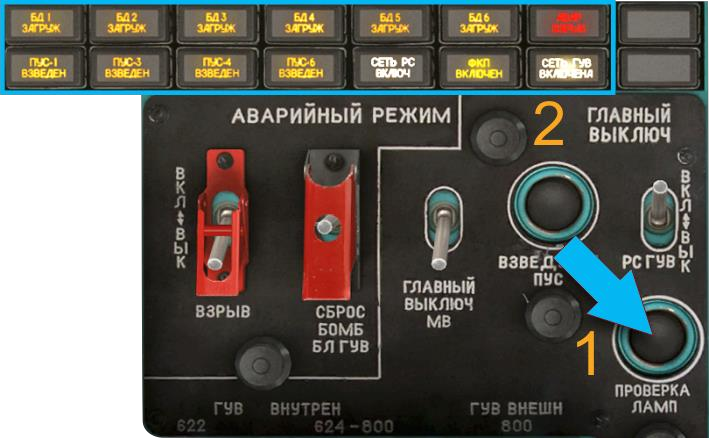 БД 1
ЗАГРУЖ
БД 2
ЗАГРУЖ
БД 3
ЗАГРУЖ
БД 4
ЗАГРУЖ
БД 5
ЗАГРУЖ
БД 6
ЗАГРУЖ
ВЗРЫВ
ПУС-1
ВЗВЕДЕН
ПУС-3
ВЗВЕДЕН
ПУС-4
ВЗВЕДЕН
ПУС-6
ВЗВЕДЕН
СЕТЬ РС
ВКЛЮЧ
ФКП
ВКЛЮЧЕН
СЕТЬ ГУВ
ВКЛЮЧЕНА
АВАРИЙНЫЙ РЕЖИМ
2
ГЛАВНЫЙ
ВЫКЛЮЧ
ВКЛ↔ВЫК
ВЗРЫВ
СБРОС
БОМБ
БЛ ГУВ
ГЛАВНЫЙ
ВЫКЛЮЧ
МВ
ВЗВЕД
ПУС
ВКЛ↔ВЫК
РС ГУВ
1
ПРОВЕРКА
ЛАМП
ГУВ ВНУТРЕН
622 624-800
ГУВ ВНЕШН
800